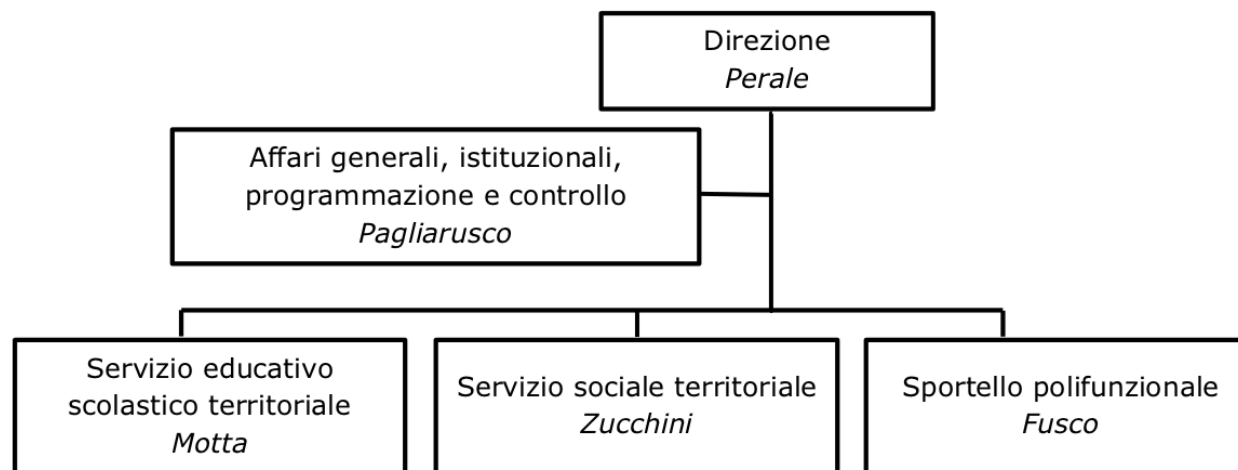 Direzione
Perale
Affari generali, istituzionali,
programmazione e controllo
Pagliarusco
Servizio educativo
scolastico territoriale
Motta
Servizio sociale territoriale
Zucchini
Sportello polifunzionale
Fusco